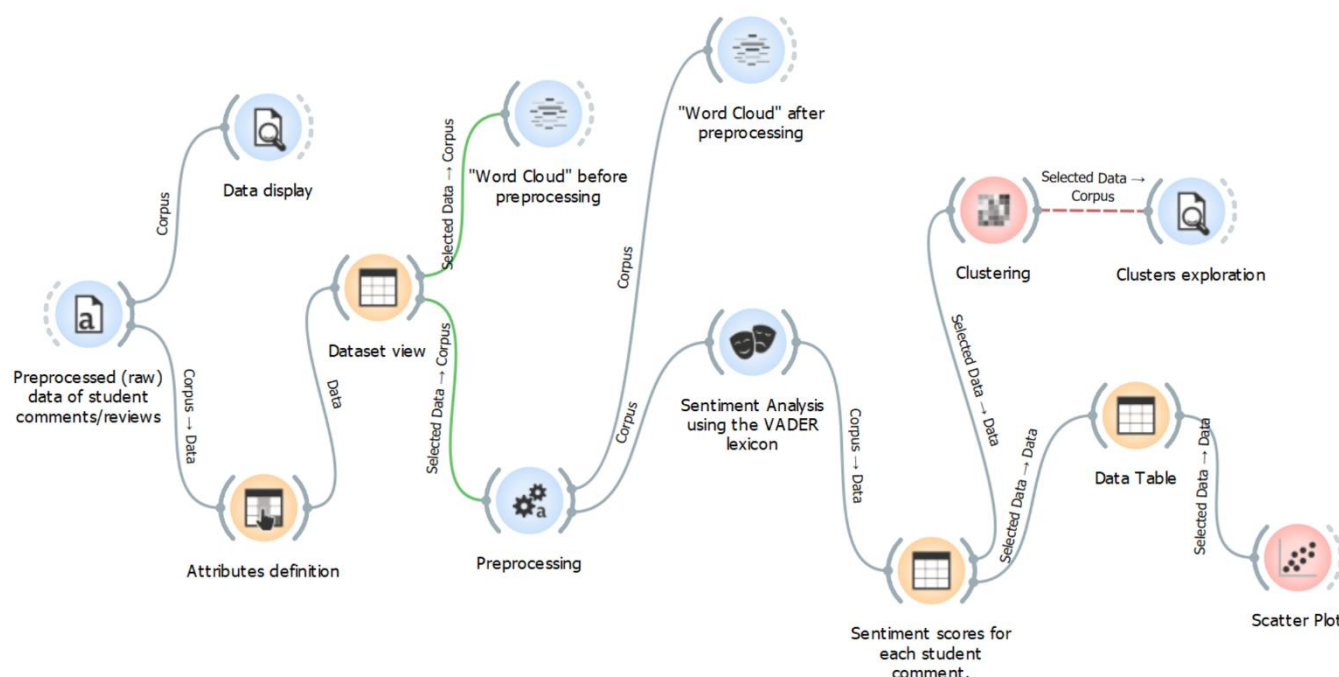 "Word Cloud" after
preprocessing
Data display
"Word Cloud" before
preprocessing
Selected Data →
Corpus
Corpus
Selected Data → Corpus
Corpus
Clustering
Clusters exploration
a
Preprocessed (raw)
data of student
comments/reviews
Dataset view
Corpus → Data
Data
Selected Data → Corpus
Corpus
Sentiment Analysis
using the VADER
lexicon
Selected Data → Data
Corpus → Data
Selected Data → Data
Data Table
Selected Data → Data
Attributes definition
a
Preprocessing
Sentiment scores for
each student
comment.
Scatter Plot